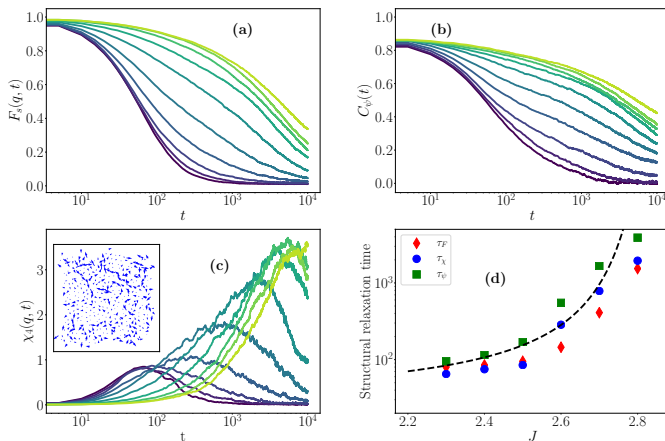 (a)
F_s(q, t)
1.0
0.8
0.6
0.4
0.2
0.0
10^1
10^2
10^3
10^4
t
(b)
C_ψ(t)
1.0
0.8
0.6
0.4
0.2
0.0
10^1
10^2
10^3
10^4
t
(c)
χ_4(q, t)
3
2
1
0
10^1
10^2
10^3
10^4
t
(d)
Structural relaxation time
τ_F
τ_χ
τ_ψ
10^3
10^2
2.2
2.4
2.6
2.8
J